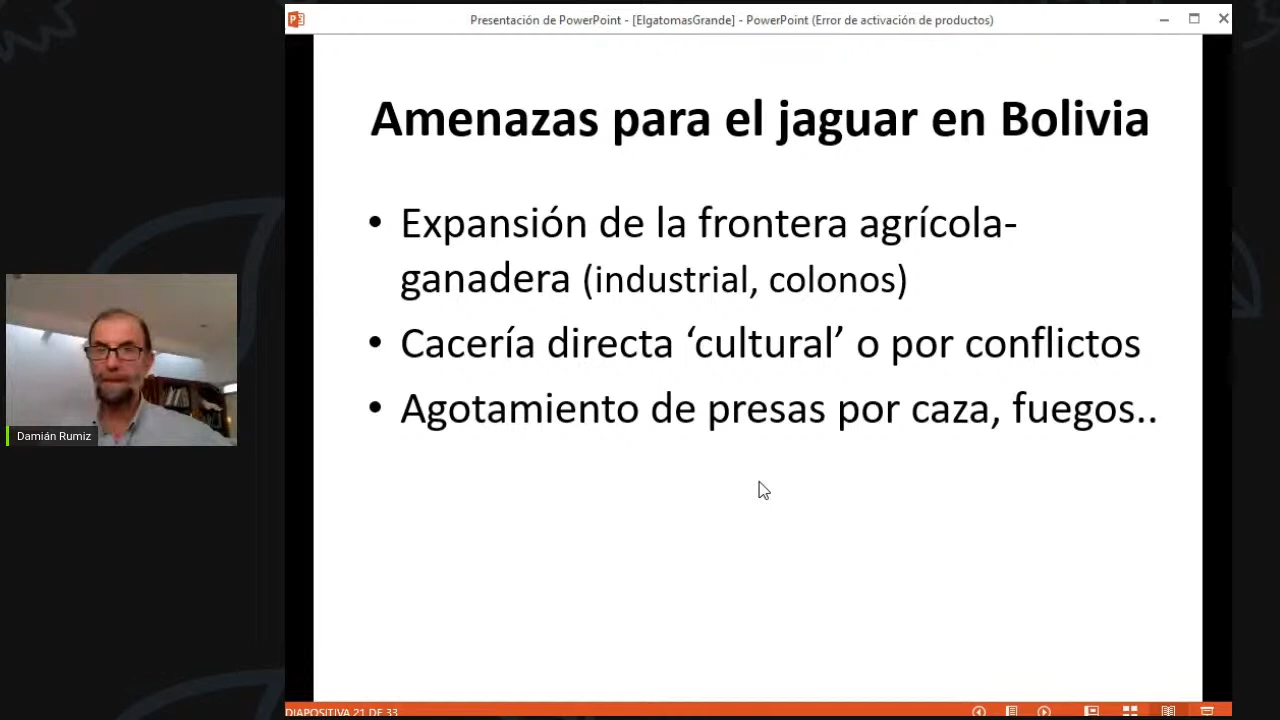 Presentación de PowerPoint - [ElgatomasGrande] - PowerPoint (Error de activación de productos)
Amenazas para el jaguar en Bolivia
• Expansión de la frontera agrícola-
ganadera (industrial, colonos)
• Cacería directa ‘cultural’ o por conflictos
• Agotamiento de presas por caza, fuegos..
Damián Rumiz
DIAPOSITIVA 21 DE 33